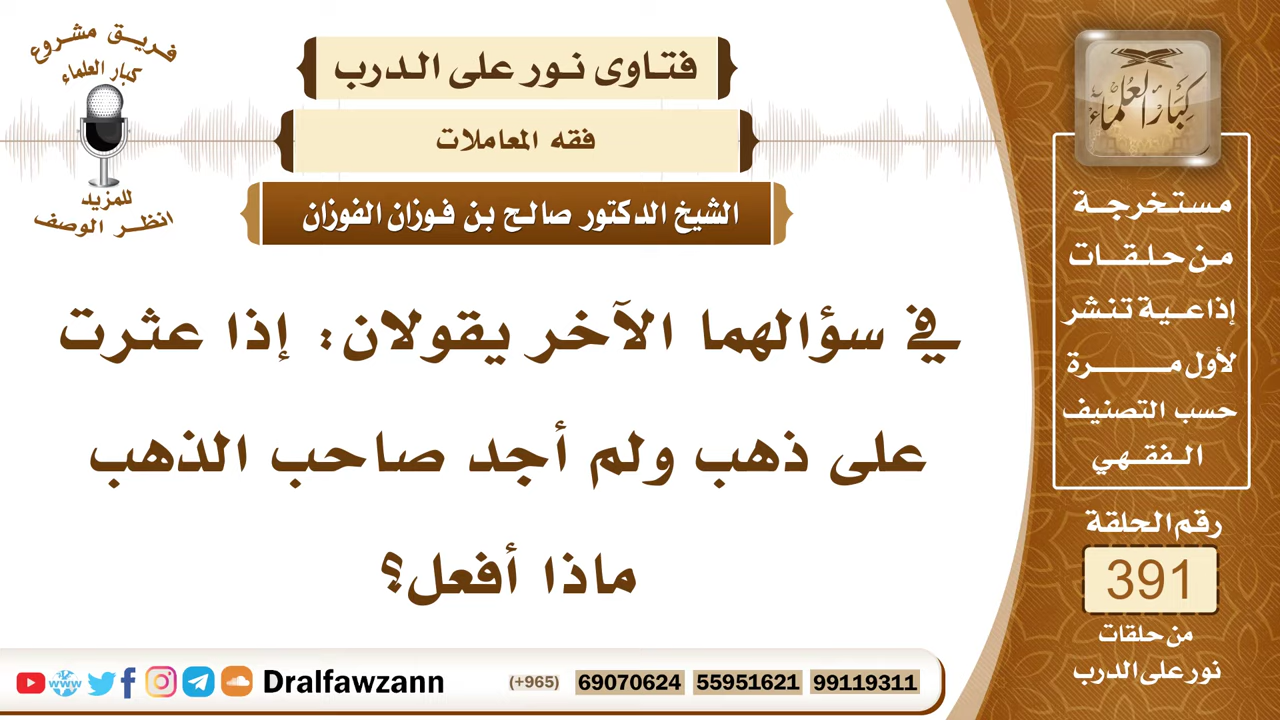 فريق مشروع
كبار العلماء
للمزيد
انظر الوصف
فتاوى نور على الدرب
فقه المعاملات
الشيخ الدكتور صالح بن فوزان الفوزان
في سؤالهما الآخر يقولان: إذا عثرت
على ذهب ولم أجد صاحب الذهب
ماذا أفعل؟
كبار العلماء
مستخرجة
من حلقات
إذاعية تنشر
لأول مرة
حسب التصنيف
الفقهي
رقم الحلقة
391
من حلقات
نور على الدرب
www Dralfawzann (+965) 69070624 55951621 99119311